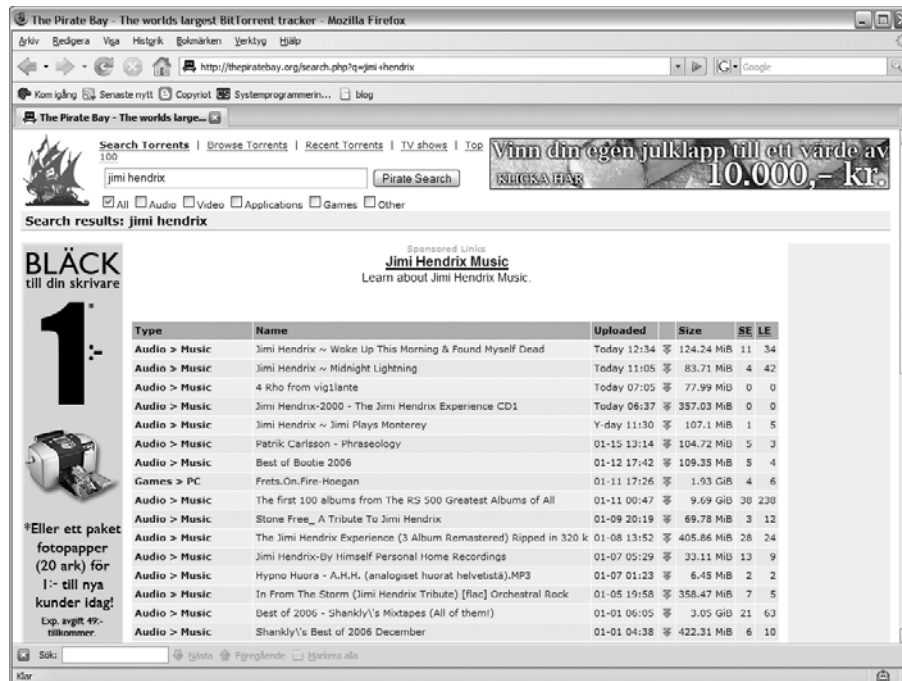 The Pirate Bay - The worlds largest BitTorrent tracker - Mozilla Firefox
Arkiv Redigera Visa Historik Bokmärken Verktyg Hjälp
http://thepiratebay.org/search.php?q=jimi+hendrix
G Google
Kom igång Senaste nytt Copyriot Systemprogrammerin... blog
The Pirate Bay - The worlds large...
Search Torrents | Browse Torrents | Recent Torrents | TV shows | Top
100
jimi hendrix Pirate Search
All Audio Video Applications Games Other
Vinn din egen julklapp till ett värde av
KLICKA HÄR 10.000,- kr.
Search results: jimi hendrix
BLÄCK
till din skrivare
1:-*
*Eller ett paket
fotopapper
(20 ark) för
1:- till nya
kunder idag!
Exp. avgift 49:-
tillkommer.
Sponsored Links
Jimi Hendrix Music
Learn about Jimi Hendrix Music.
Type Name Uploaded Size SE LE
Audio > Music Jimi Hendrix ~ Woke Up This Morning & Found Myself Dead Today 12:34 124.24 MiB 11 34
Audio > Music Jimi Hendrix ~ Midnight Lightning Today 11:05 83.71 MiB 4 42
Audio > Music 4 Rho from vig1lante Today 07:05 77.99 MiB 0 0
Audio > Music Jimi Hendrix-2000 - The Jimi Hendrix Experience CD1 Today 06:37 357.03 MiB 0 0
Audio > Music Jimi Hendrix ~ Jimi Plays Monterey Y-day 11:30 107.1 MiB 1 5
Audio > Music Patrik Carlsson - Phraseology 01-15 13:14 104.72 MiB 5 3
Audio > Music Best of Bootie 2006 01-12 17:42 109.35 MiB 5 4
Games > PC Frets.On.Fire-Hoegan 01-11 17:26 1.93 GiB 4 6
Audio > Music The first 100 albums from The RS 500 Greatest Albums of All 01-11 00:47 9.69 GiB 38 238
Audio > Music Stone Free_ A Tribute To Jimi Hendrix 01-09 20:19 69.78 MiB 3 12
Audio > Music The Jimi Hendrix Experience (3 Album Remastered) Ripped in 320 k 01-08 13:52 405.86 MiB 28 24
Audio > Music Jimi Hendrix-By Himself Personal Home Recordings 01-07 05:29 33.11 MiB 13 9
Audio > Music Hypno Huora - A.H.H. (analogiset huorat helvetistä).MP3 01-07 01:23 6.45 MiB 2 2
Audio > Music In From The Storm (Jimi Hendrix Tribute) [flac] Orchestral Rock 01-05 19:58 358.47 MiB 7 5
Audio > Music Best of 2006 - Shankly\'s Mixtapes (All of them!) 01-01 06:05 3.05 GiB 21 63
Audio > Music Shankly\'s Best of 2006 December 01-01 04:38 422.31 MiB 6 10
Sök: Nästa Föregående Markera alla
Klar